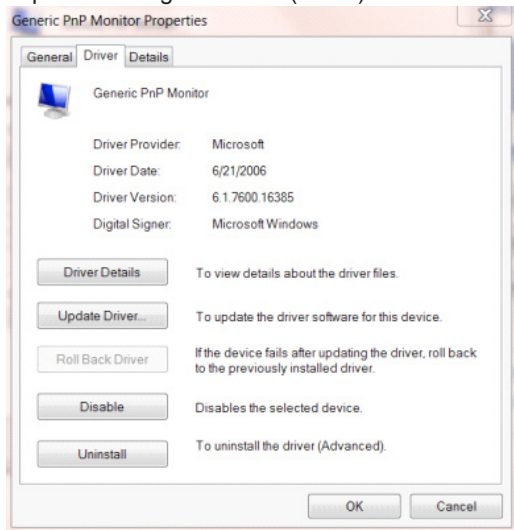 Generic PnP Monitor Properties
General Driver Details
Generic PnP Monitor
Driver Provider: Microsoft
Driver Date: 6/21/2006
Driver Version: 6.1.7600.16385
Digital Signer: Microsoft Windows
Driver Details To view details about the driver files.
Update Driver... To update the driver software for this device.
Roll Back Driver If the device fails after updating the driver, roll back
to the previously installed driver.
Disable Disables the selected device.
Uninstall To uninstall the driver (Advanced).
OK Cancel